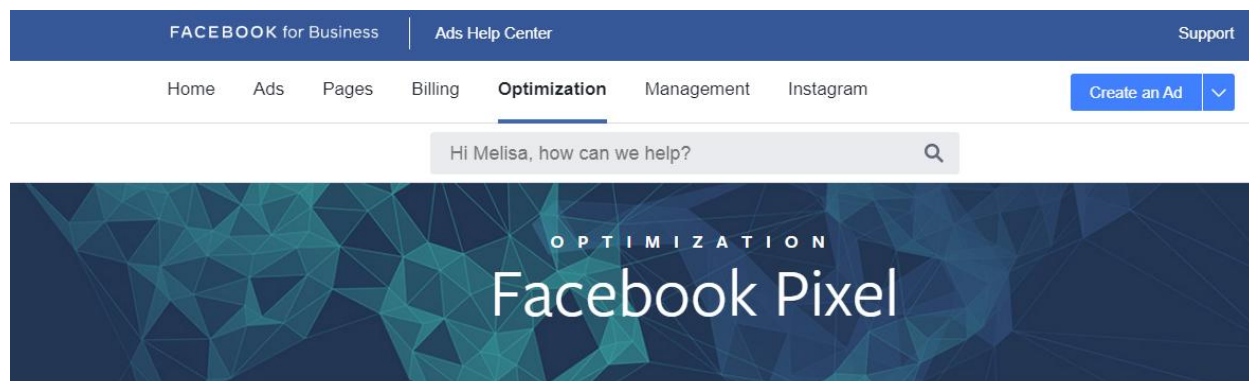 FACEBOOK for Business Ads Help Center Support
Home Ads Pages Billing Optimization Management Instagram Create an Ad
Hi Melisa, how can we help?
OPTIMIZATION
Facebook Pixel